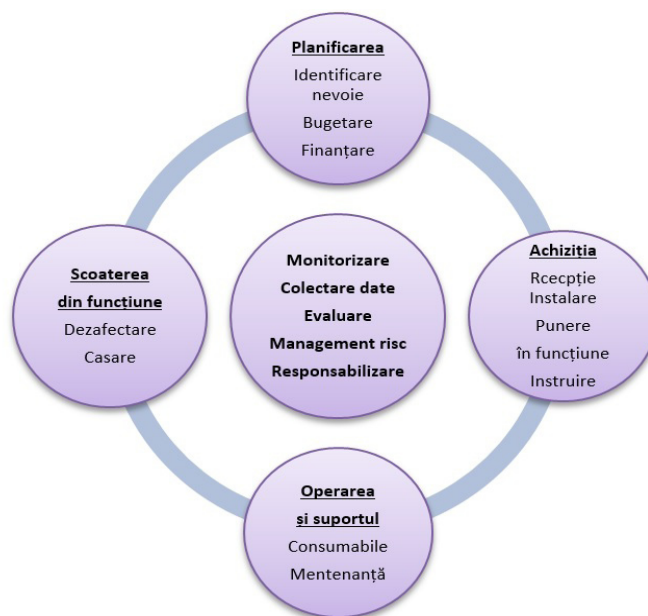 Planificarea
Identificare
nevoie
Bugetare
Finanțare
Achiziția
Rcecpție
Instalare
Punere
în funcțiune
Instruire
Operarea
și suportul
Consumabile
Mentenanță
Scoaterea
din funcțiune
Dezafectare
Casare
Monitorizare
Colectare date
Evaluare
Management risc
Responsabilizare